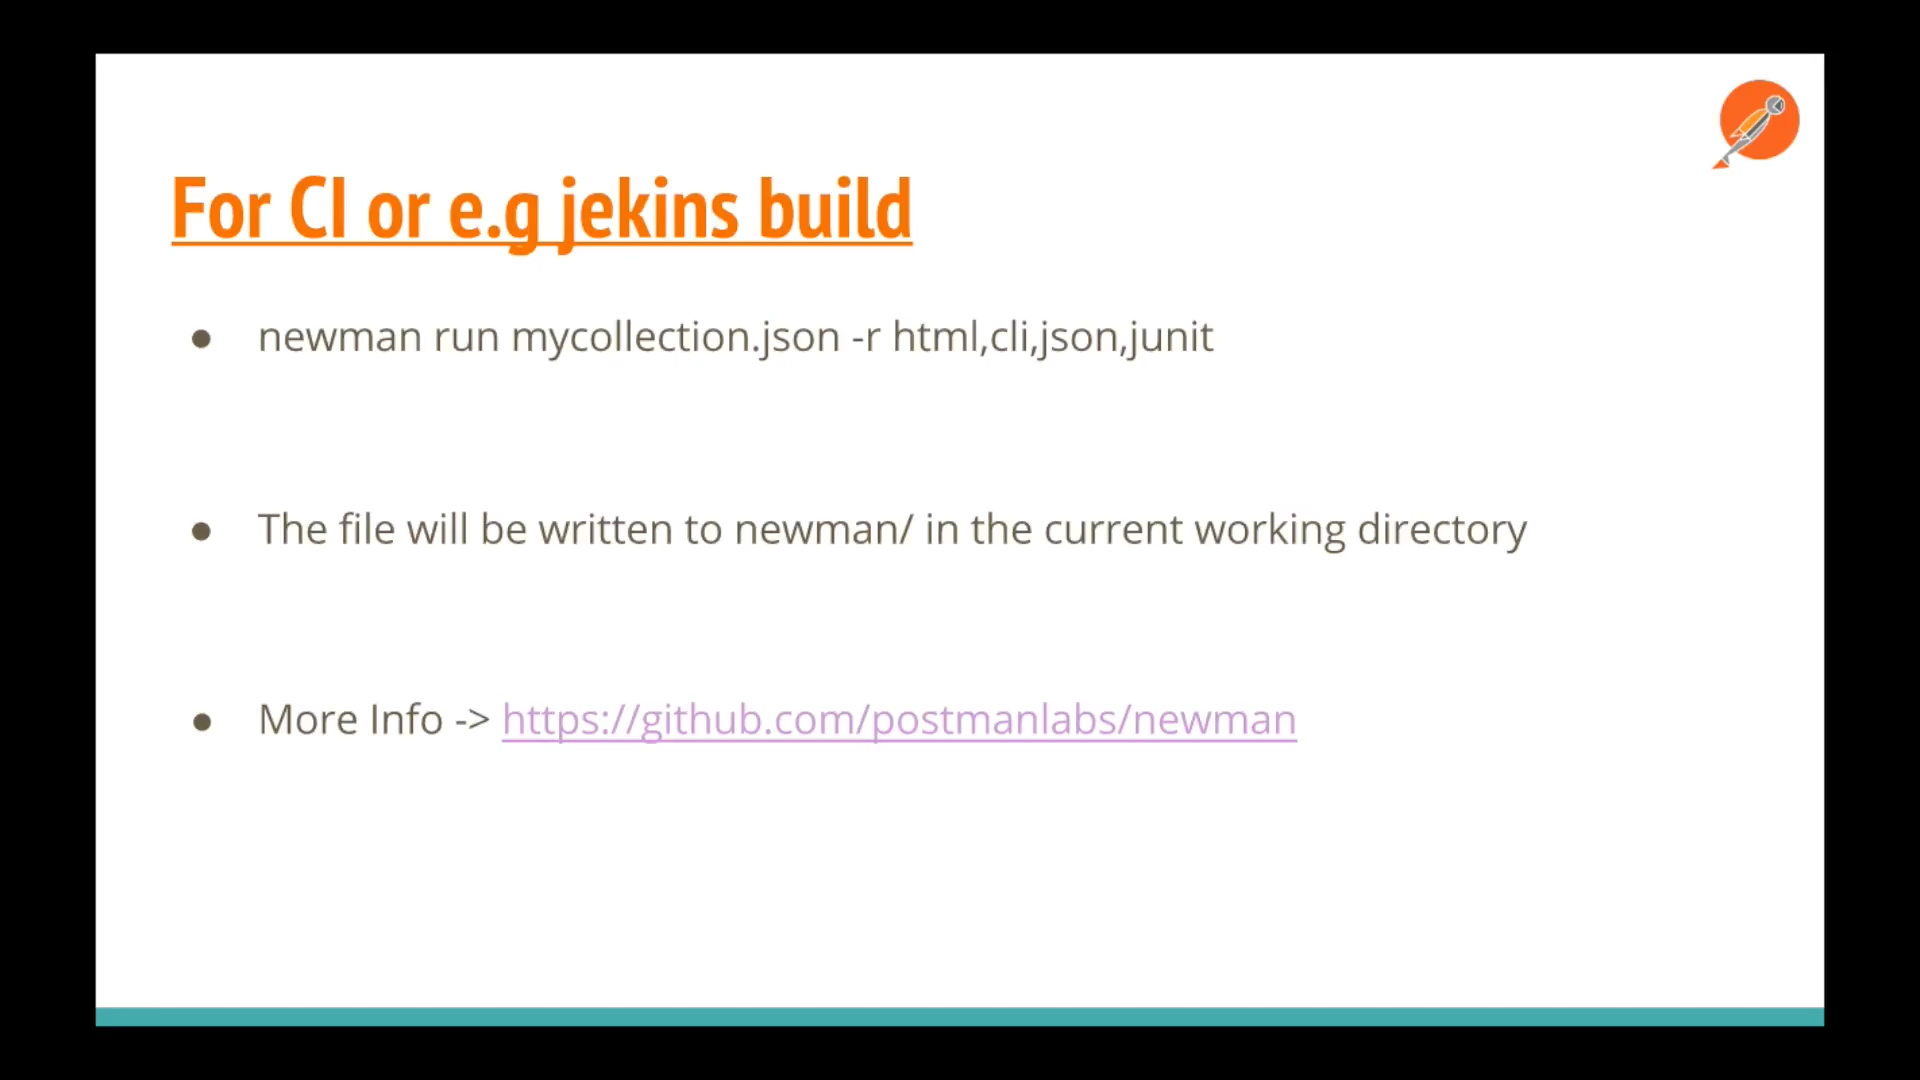 For CI or e.g jekins build
● newman run mycollection.json -r html,cli,json,junit
● The file will be written to newman/ in the current working directory
● More Info -> https://github.com/postmanlabs/newman